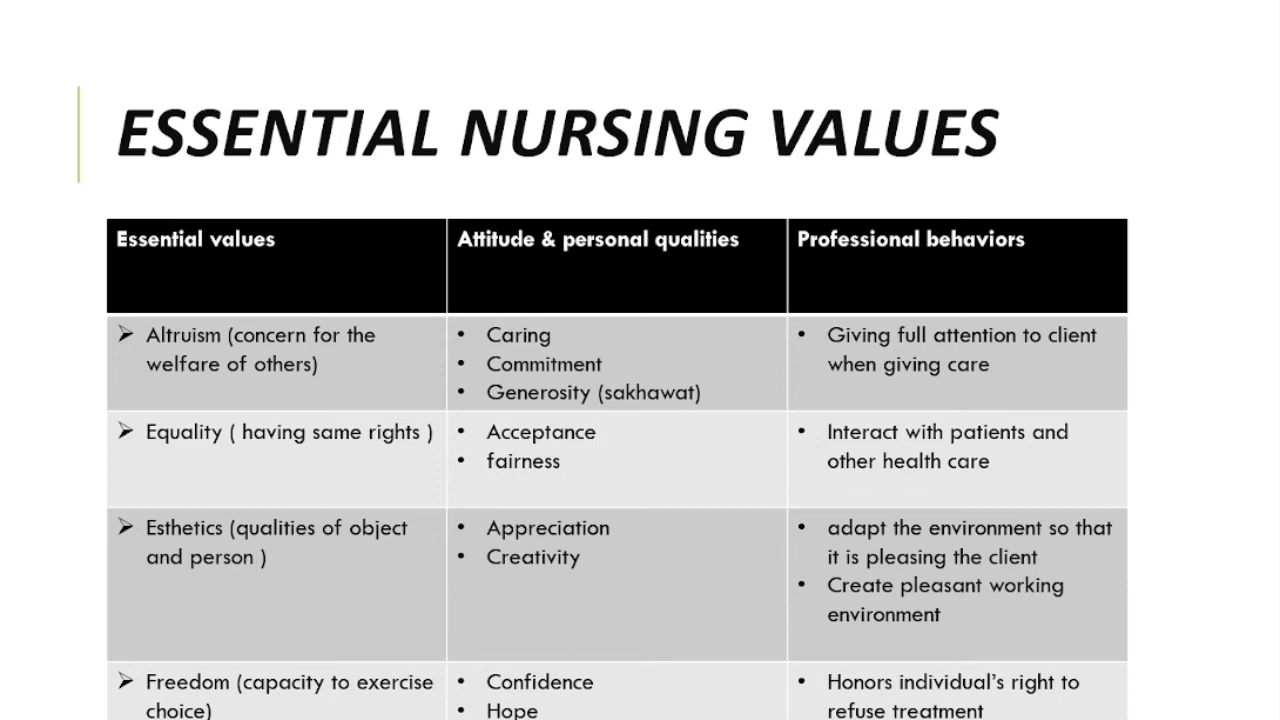 ESSENTIAL NURSING VALUES
Essential values
Attitude & personal qualities
Professional behaviors
➢ Altruism (concern for the
welfare of others)
• Caring
• Commitment
• Generosity (sakhawat)
• Giving full attention to client
when giving care
➢ Equality ( having same rights )
• Acceptance
• fairness
• Interact with patients and
other health care
➢ Esthetics (qualities of object
and person )
• Appreciation
• Creativity
• adapt the environment so that
it is pleasing the client
• Create pleasant working
environment
➢ Freedom (capacity to exercise
choice)
• Confidence
• Hope
• Honors individual's right to
refuse treatment